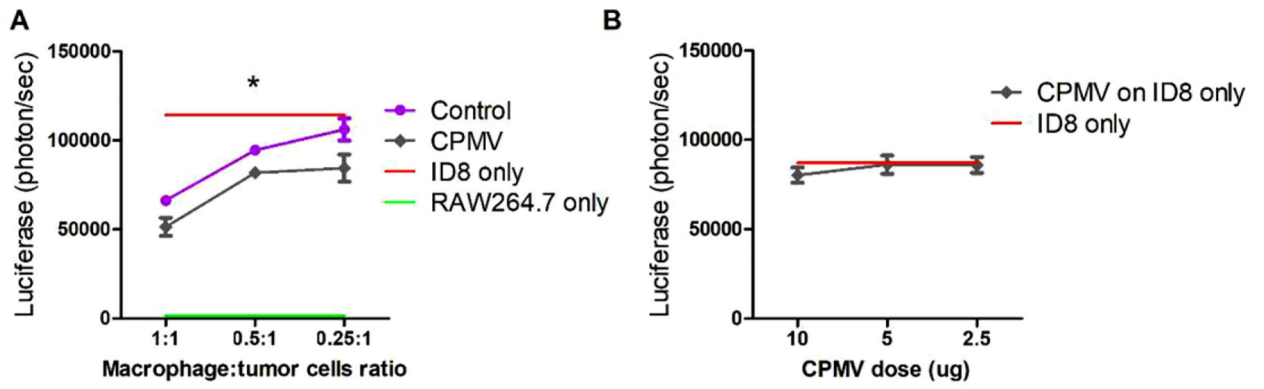 A
Luciferase (photon/sec)
150000
100000
50000
0
*
1:1 0.5:1 0.25:1
Macrophage:tumor cells ratio
Control
CPMV
ID8 only
RAW264.7 only
B
Luciferase (photon/sec)
150000
100000
50000
0
10 5 2.5
CPMV dose (ug)
CPMV on ID8 only
ID8 only